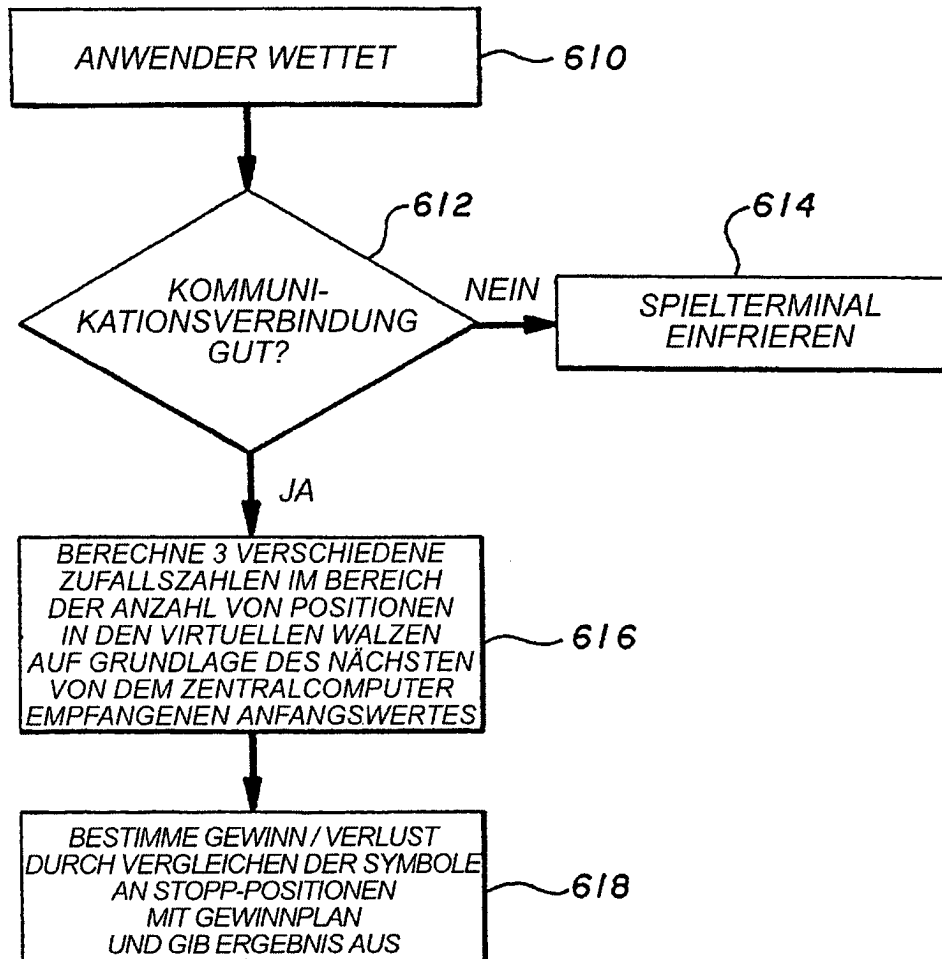 ANWENDER WETTET
610
612
614
KOMMUNI-
KATIONSVERBINDUNG
GUT?
NEIN
SPIELTERMINAL
EINFRIEREN
JA
BERECHNE 3 VERSCHIEDENE
ZUFALLSZAHLEN IM BEREICH
DER ANZAHL VON POSITIONEN
IN DEN VIRTUELLEN WALZEN
AUF GRUNDLAGE DES NÄCHSTEN
VON DEM ZENTRALCOMPUTER
EMPFANGENEN ANFANGSWERTES
616
BESTIMME GEWINN / VERLUST
DURCH VERGLEICHEN DER SYMBOLE
AN STOPP-POSITIONEN
MIT GEWINNPLAN
UND GIB ERGEBNIS AUS
618